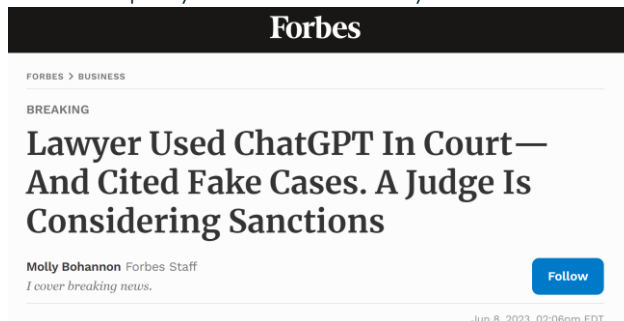 Forbes
FORBES > BUSINESS
BREAKING
Lawyer Used ChatGPT In Court—
And Cited Fake Cases. A Judge Is
Considering Sanctions
Molly Bohannon Forbes Staff
I cover breaking news.
Follow
Jun 8, 2023, 02:06pm EDT